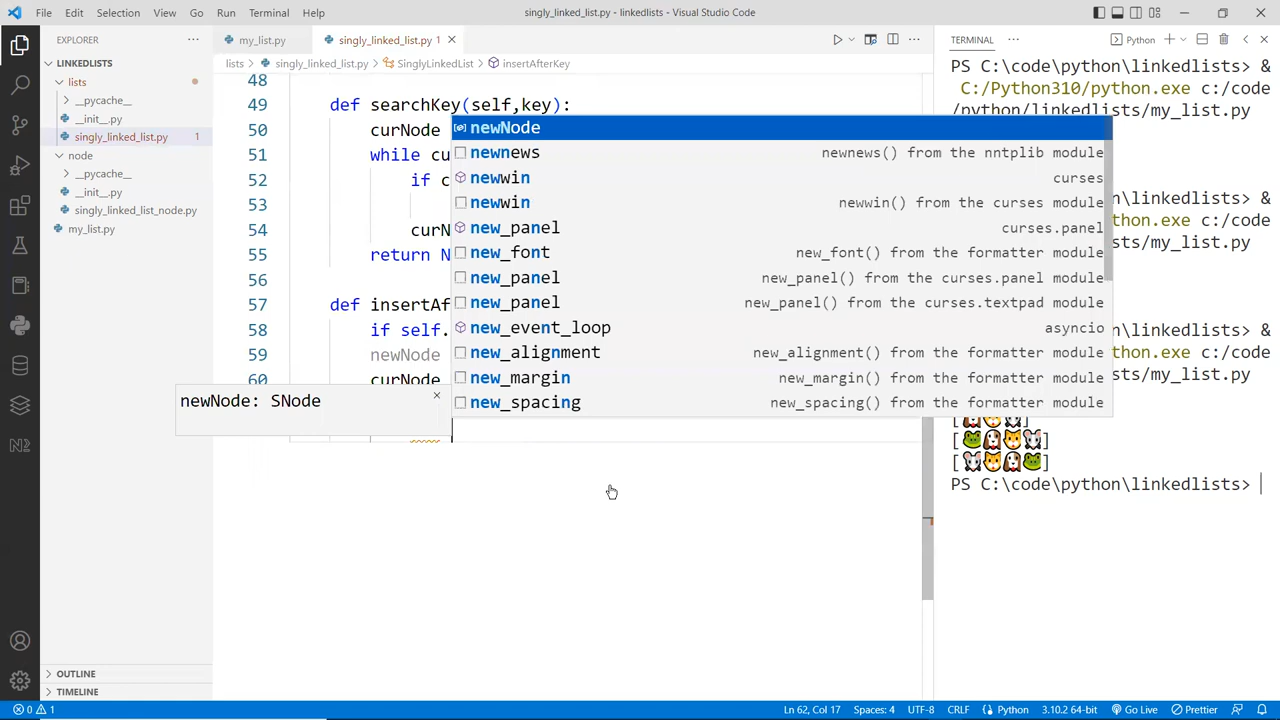 File Edit Selection View Go Run Terminal Help
singly_linked_list.py - linkedlists - Visual Studio Code
EXPLORER
LINKEDLISTS
lists
__pycache__
__init__.py
singly_linked_list.py 1
node
__pycache__
__init__.py
singly_linked_list_node.py
my_list.py
OUTLINE
TIMELINE
my_list.py
singly_linked_list.py 1
lists > singly_linked_list.py > SinglyLinkedList > insertAfterKey
48
49 def searchKey(self,key):
50 curNode
51 while cu
52 if c
53
54 curN
55 return N
56
57 def insertAf
58 if self.
59 newNode
60 curNode
newNode
newnews newnews() from the nntplib module
newwin curses
newwin newwin() from the curses module
new_panel curses.panel
new_font new_font() from the formatter module
new_panel new_panel() from the curses.panel module
new_panel new_panel() from the curses.textpad module
new_event_loop asyncio
new_alignment new_alignment() from the formatter module
new_margin new_margin() from the formatter module
new_spacing new_spacing() from the formatter module
newNode: SNode
TERMINAL
Python
PS C:\code\python\linkedlists> &
C:/Python310/python.exe c:/code
/python/linkedlists/my_list.py
\linkedlists> &
thon.exe c:/code
ts/my_list.py
\linkedlists> &
thon.exe c:/code
ts/my_list.py
[🐸🐶🐱🐭]
[🐭🐱🐶🐸]
PS C:\code\python\linkedlists>
0 1
Ln 62, Col 17 Spaces: 4 UTF-8 CRLF Python 3.10.2 64-bit Go Live Prettier